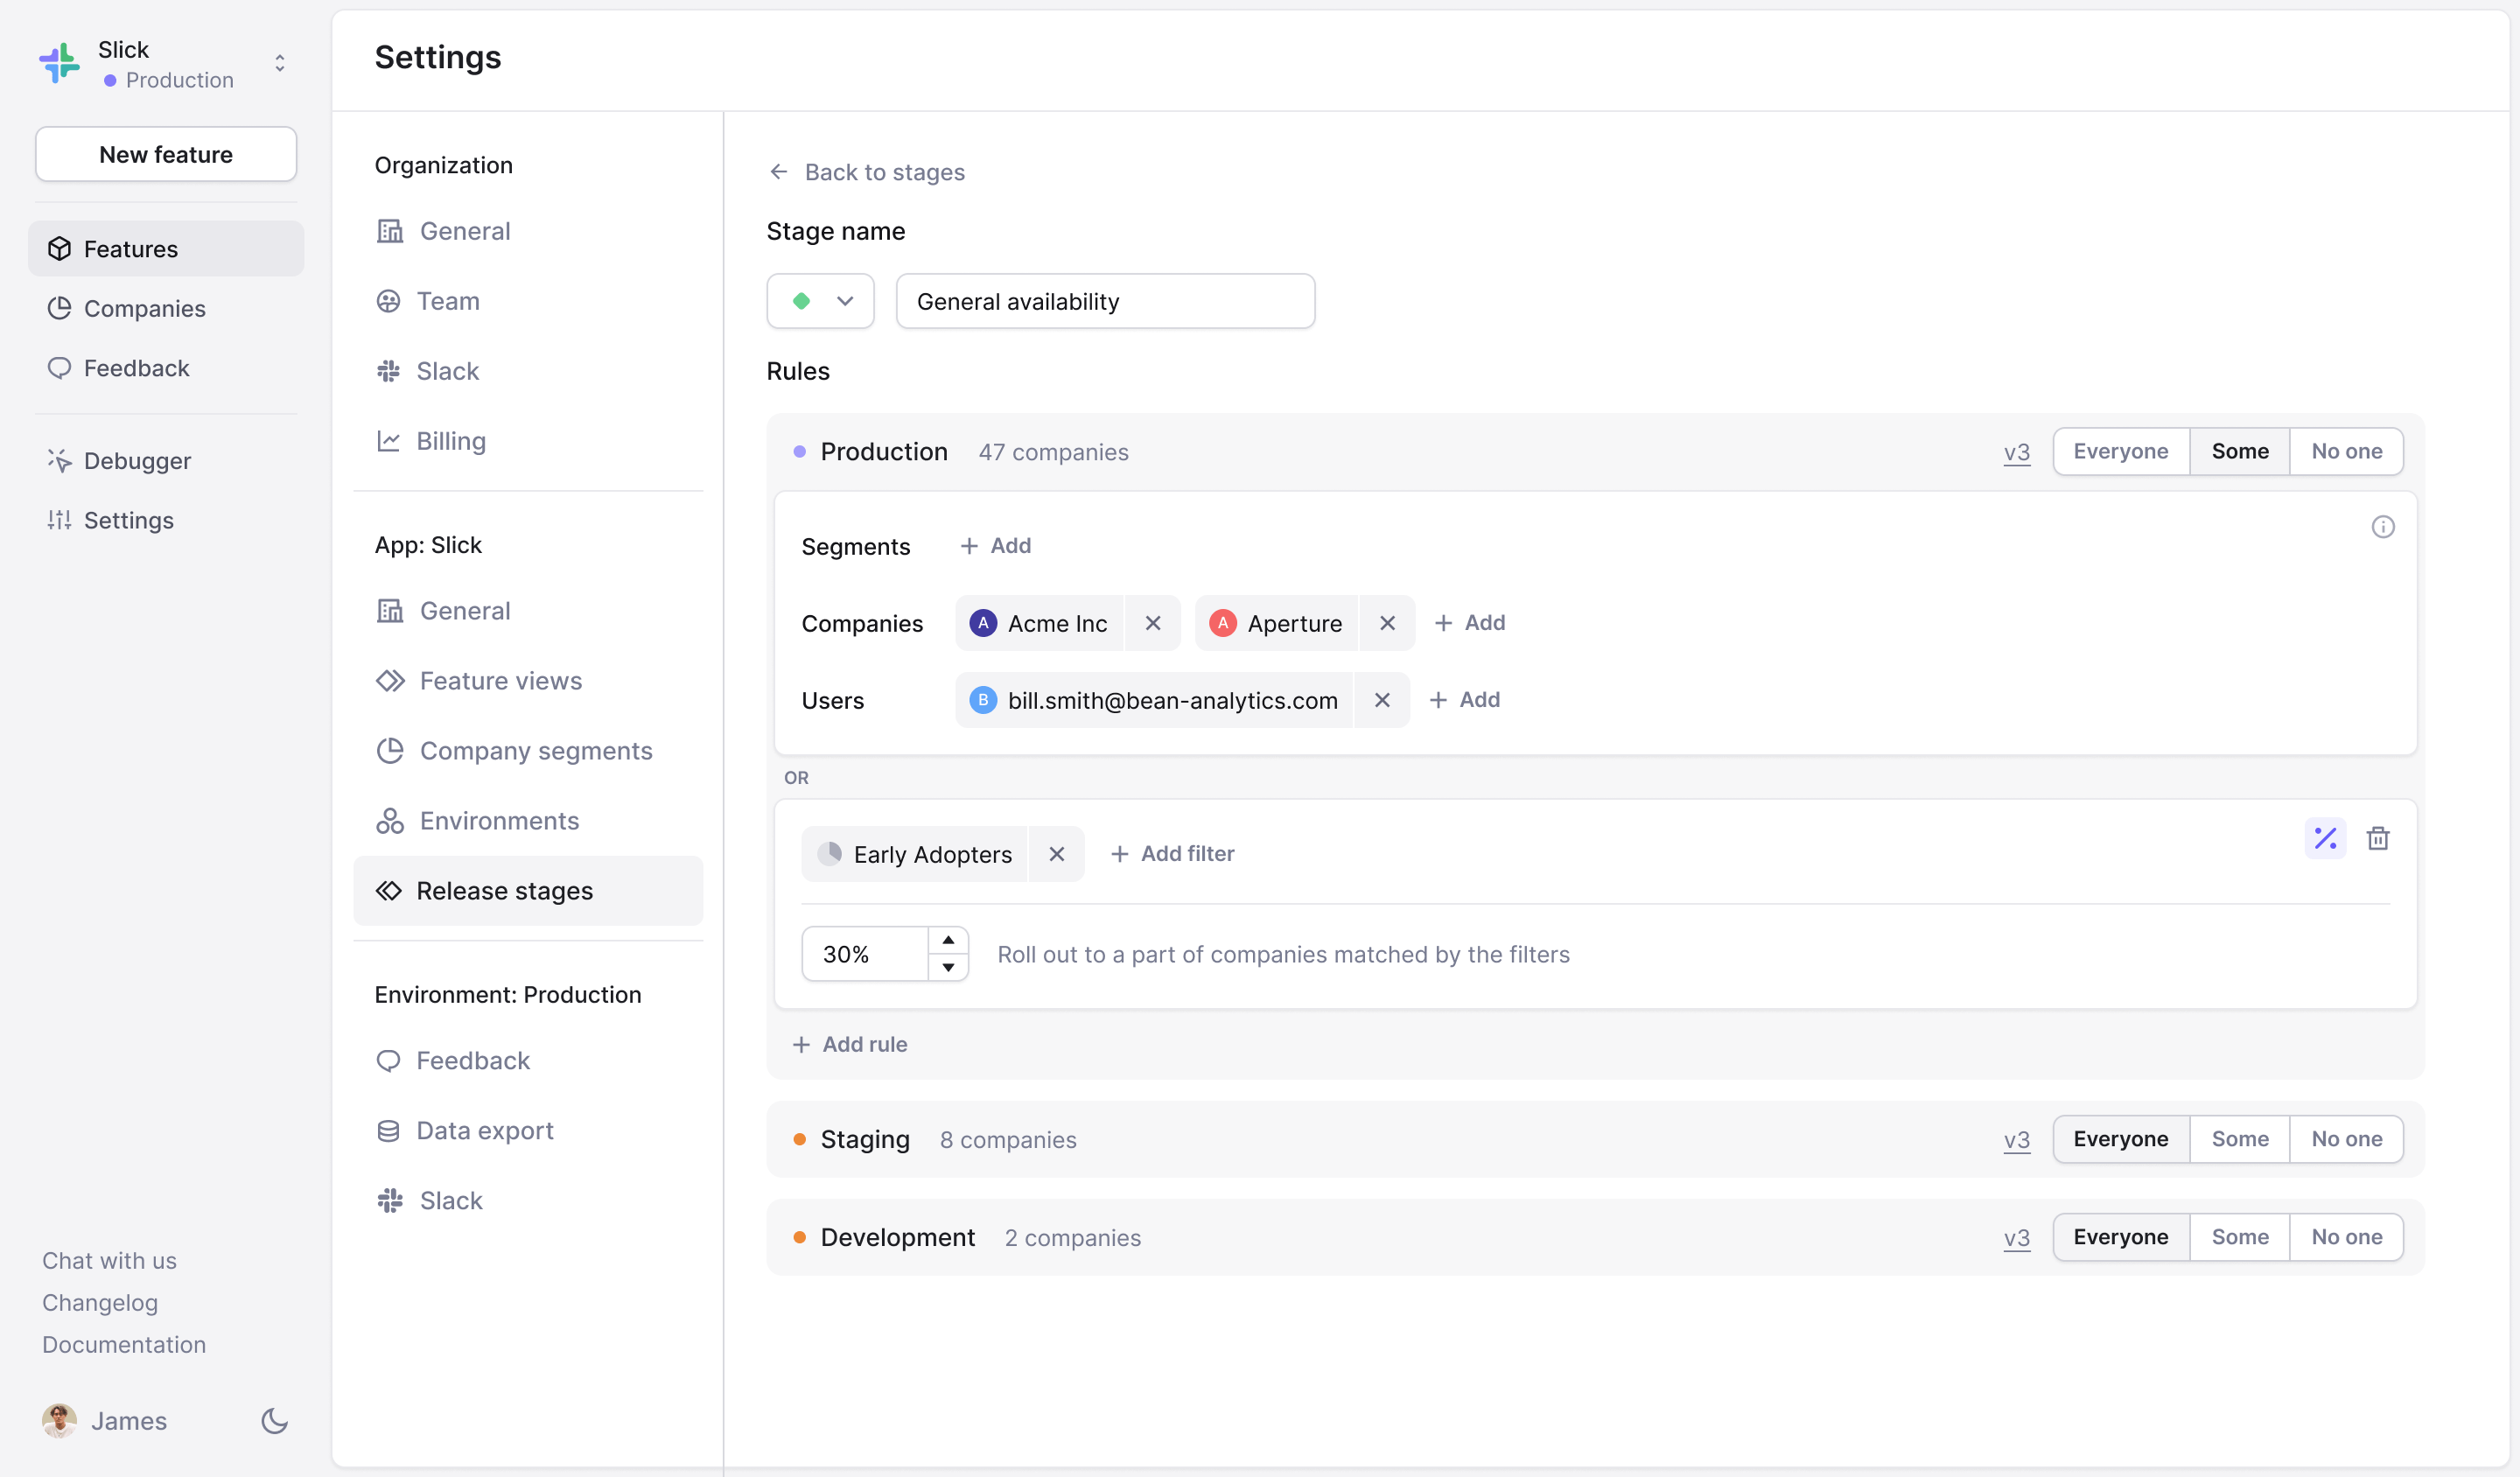 Slick
Production
New feature
Features
Companies
Feedback
Debugger
Settings
Chat with us
Changelog
Documentation
James
Settings
Organization
General
Team
Slack
Billing
App: Slick
General
Feature views
Company segments
Environments
Release stages
Environment: Production
Feedback
Data export
Slack
Back to stages
Stage name
General availability
Rules
Production 47 companies v3 Everyone Some No one
Segments Add
Companies A Acme Inc A Aperture Add
Users B bill.smith@bean-analytics.com Add
OR
Early Adopters Add filter
30% Roll out to a part of companies matched by the filters
Add rule
Staging 8 companies v3 Everyone Some No one
Development 2 companies v3 Everyone Some No one